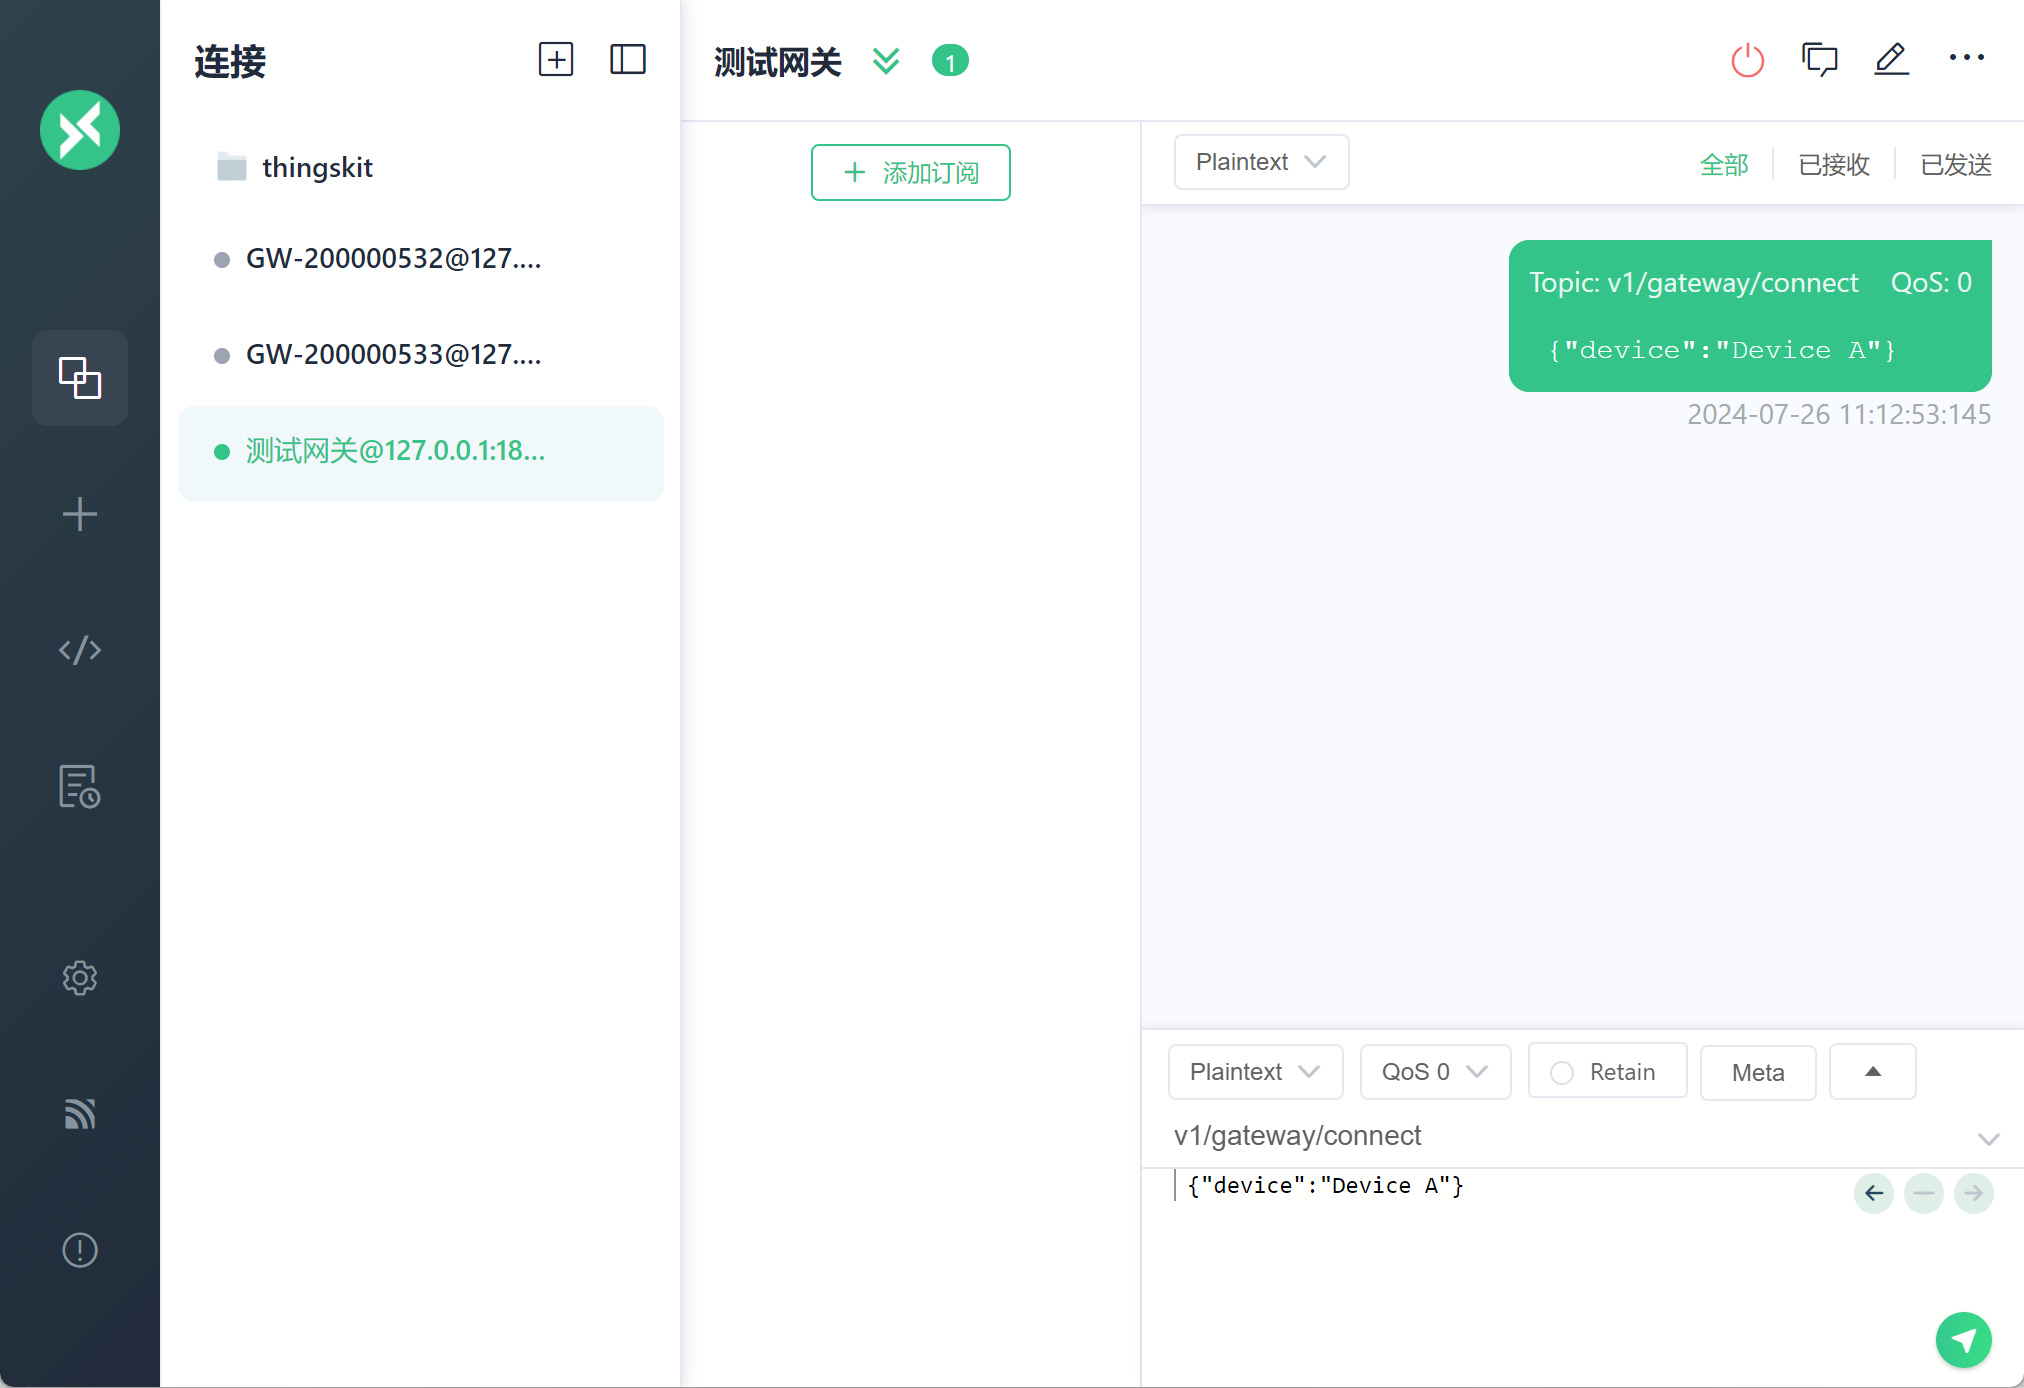 连接
thingskit
GW-200000532@127....
GW-200000533@127....
测试网关@127.0.0.1:18...
测试网关 1
添加订阅
Plaintext
全部 已接收 已发送
Topic: v1/gateway/connect QoS: 0
{"device":"Device A"}
2024-07-26 11:12:53:145
Plaintext QoS 0 Retain Meta
v1/gateway/connect
{"device":"Device A"}